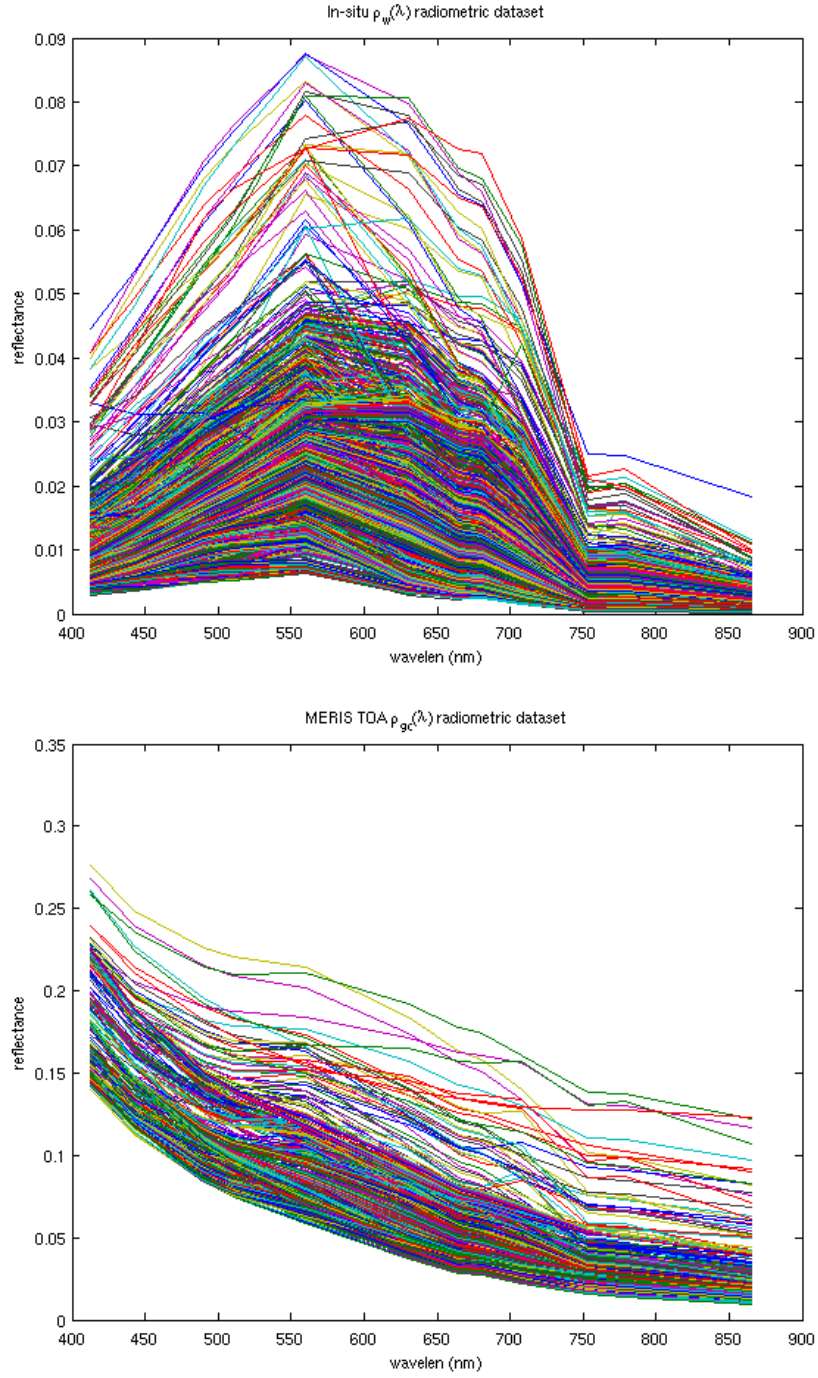 In-situ ρw(λ) radiometric dataset
0.09
0.08
0.07
0.06
0.05
0.04
0.03
0.02
0.01
0
reflectance
400 450 500 550 600 650 700 750 800 850 900
wavelen (nm)
MERIS TOA ρgc(λ) radiometric dataset
0.35
0.3
0.25
0.2
0.15
0.1
0.05
0
reflectance
400 450 500 550 600 650 700 750 800 850 900
wavelen (nm)